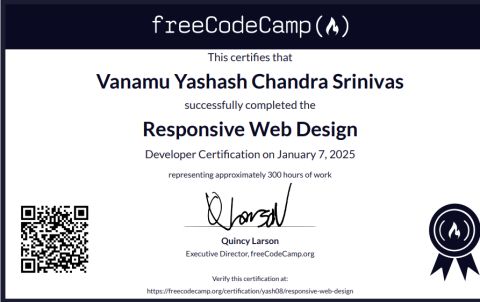 freeCodeCamp(🔥)
This certifies that
Vanamu Yashash Chandra Srinivas
successfully completed the
Responsive Web Design
Developer Certification on January 7, 2025
representing approximately 300 hours of work
QLarson
Quincy Larson
Executive Director, freeCodeCamp.org
Verify this certification at:
https://freecodecamp.org/certification/yash08/responsive-web-design